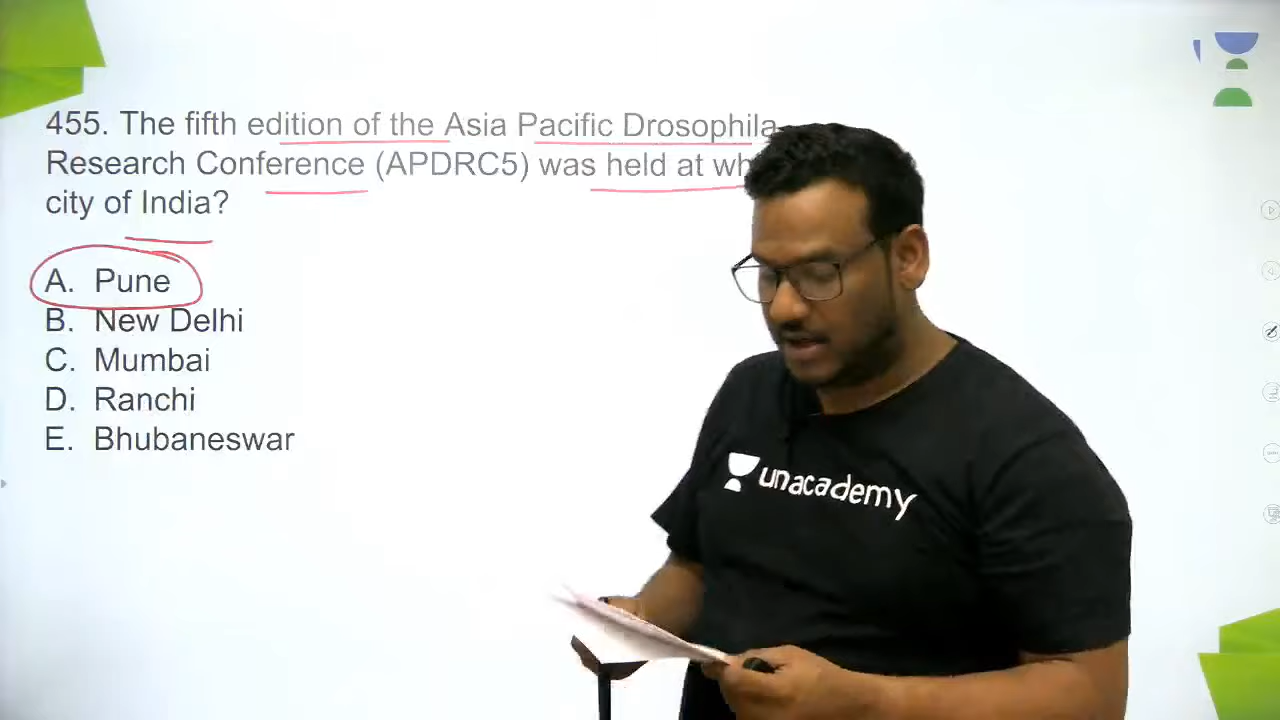 455. The fifth edition of the Asia Pacific Drosophila
Research Conference (APDRC5) was held at
city of India?
A. Pune
B. New Delhi
C. Mumbai
D. Ranchi
E. Bhubaneswar
unacademy